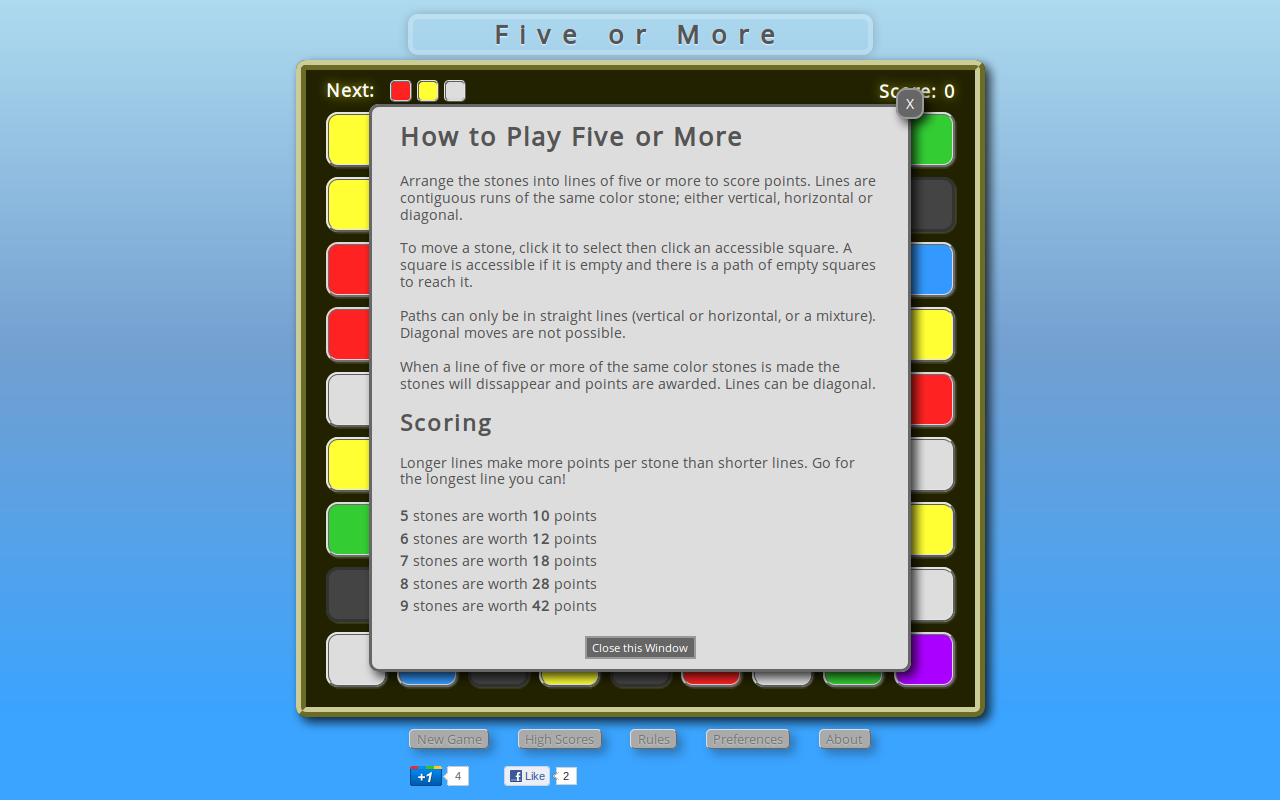 Five or More
Next:
Score: 0
X
How to Play Five or More
Arrange the stones into lines of five or more to score points. Lines are
contiguous runs of the same color stone; either vertical, horizontal or
diagonal.
To move a stone, click it to select then click an accessible square. A
square is accessible if it is empty and there is a path of empty squares
to reach it.
Paths can only be in straight lines (vertical or horizontal, or a mixture).
Diagonal moves are not possible.
When a line of five or more of the same color stones is made the
stones will dissappear and points are awarded. Lines can be diagonal.
Scoring
Longer lines make more points per stone than shorter lines. Go for
the longest line you can!
5 stones are worth 10 points
6 stones are worth 12 points
7 stones are worth 18 points
8 stones are worth 28 points
9 stones are worth 42 points
Close this Window
New Game High Scores Rules Preferences About
+1 4 Like 2